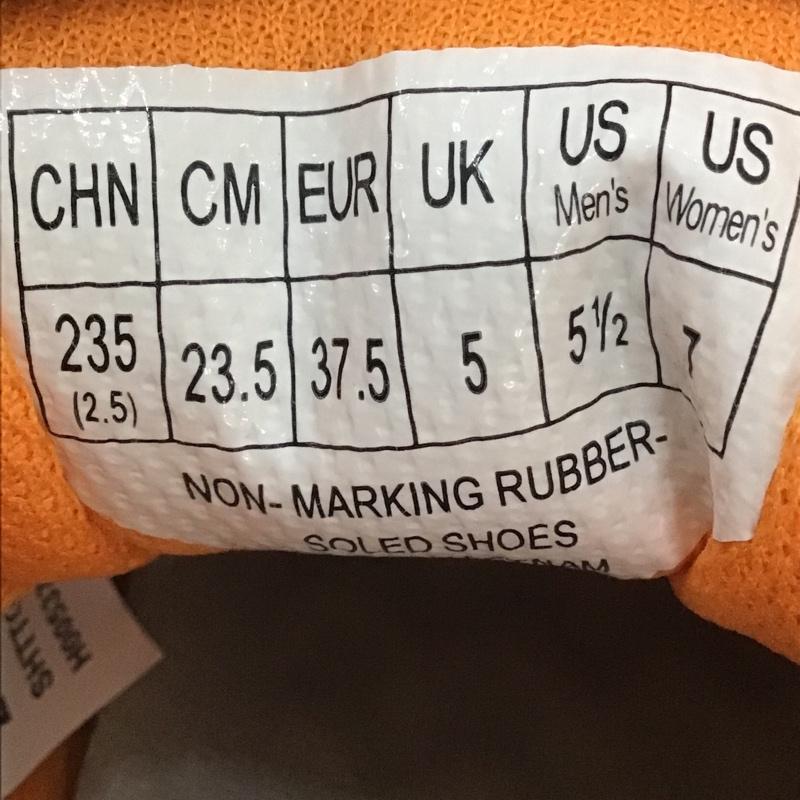 CHN CM EUR UK US Men's US Women's
235 (2.5) 23.5 37.5 5 5½ 7
NON- MARKING RUBBER-
SOLED SHOES